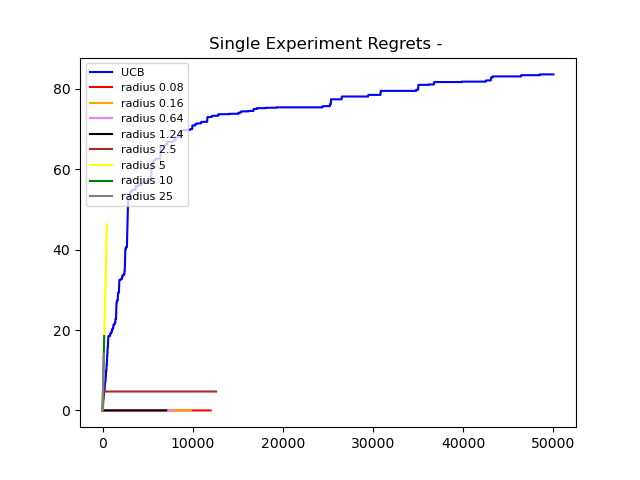 Single Experiment Regrets -
UCB
radius 0.08
radius 0.16
radius 0.64
radius 1.24
radius 2.5
radius 5
radius 10
radius 25
80
60
40
20
0
0 10000 20000 30000 40000 50000